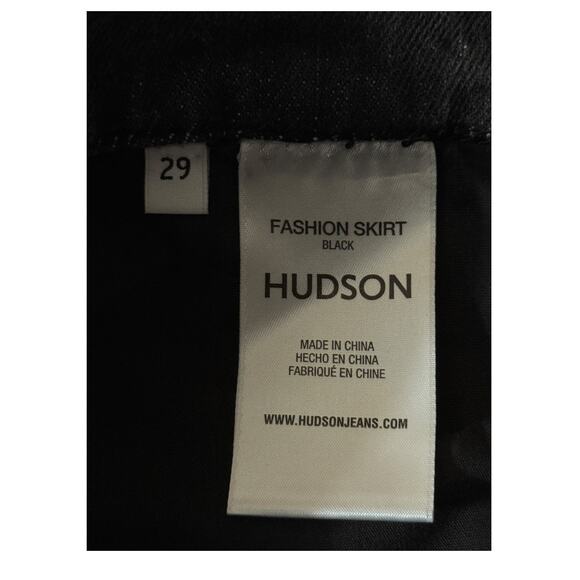 29
FASHION SKIRT
BLACK
HUDSON
MADE IN CHINA
HECHO EN CHINA
FABRIQUÉ EN CHINE
WWW.HUDSONJEANS.COM